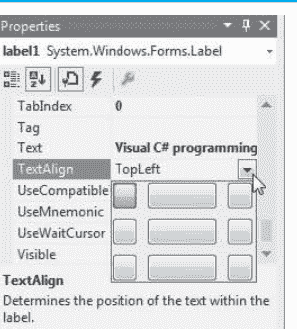 Properties
label1 System.Windows.Forms.Label
TabIndex 0
Tag
Text Visual C# programming
TextAlign TopLeft
UseCompatible
UseMnemonic
UseWaitCursor
Visible
TextAlign
Determines the position of the text within the
label.